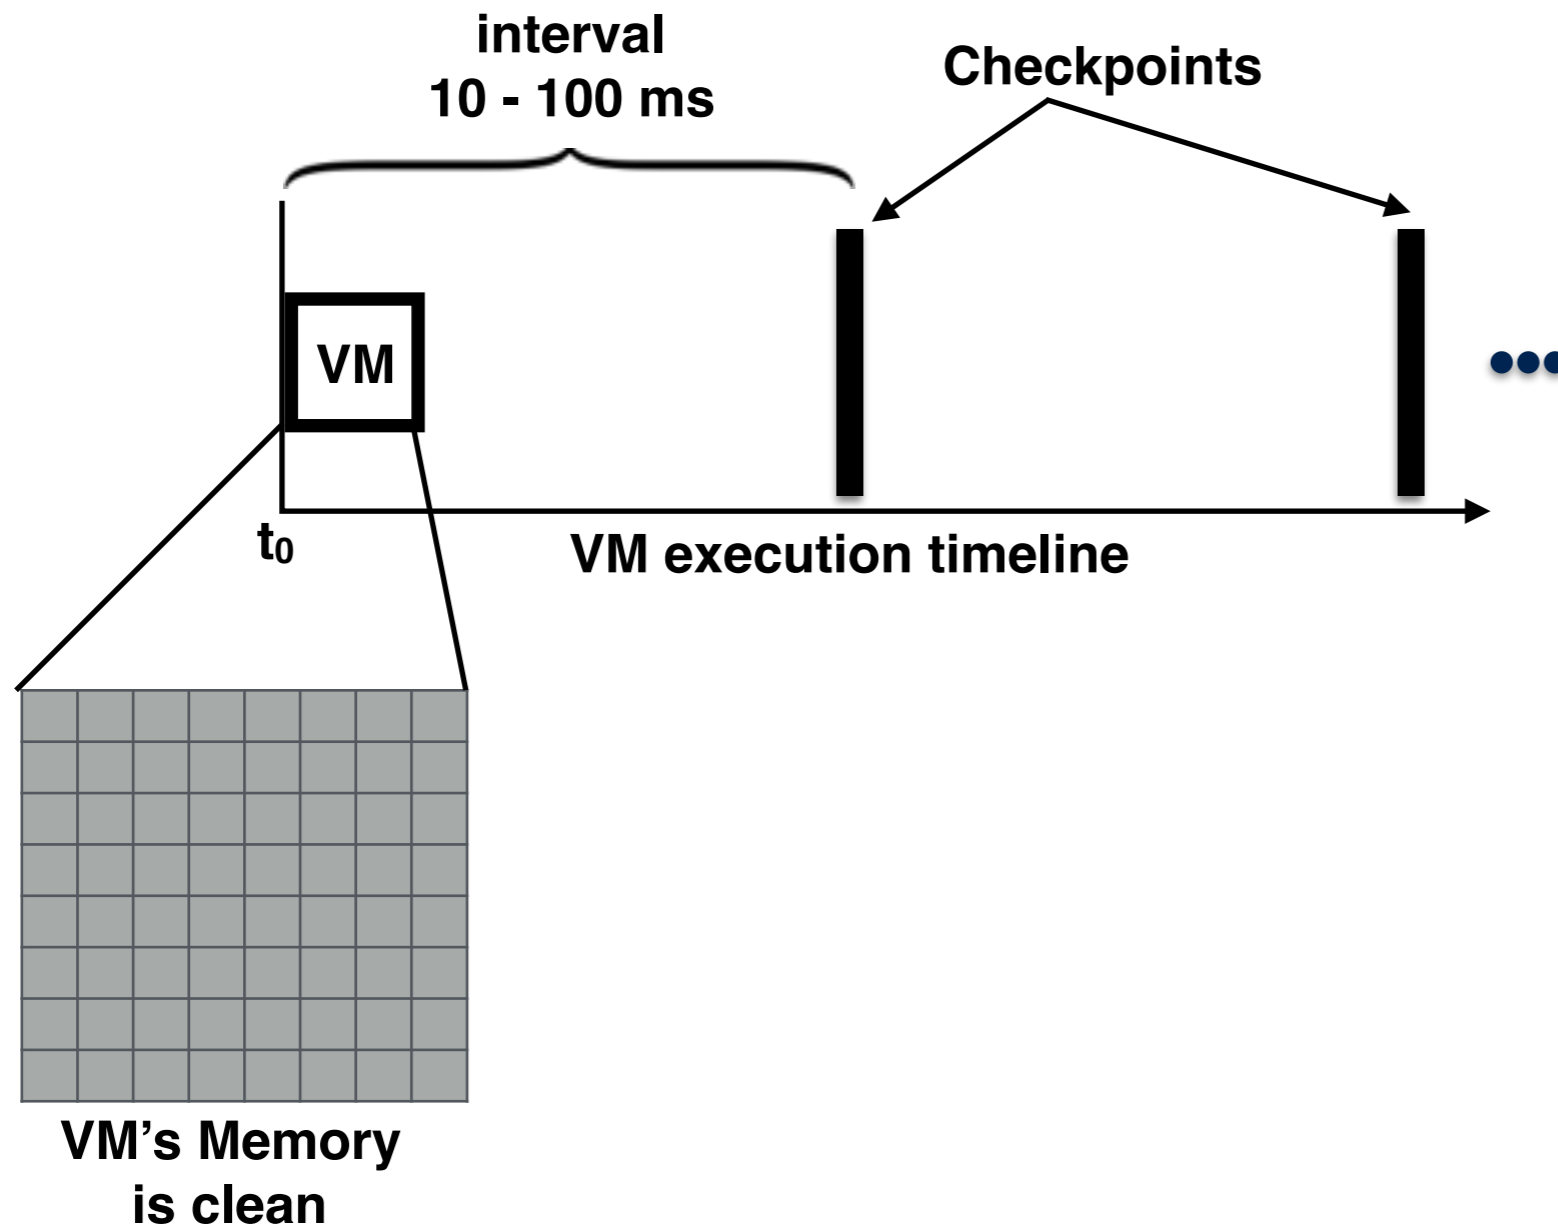 interval
10 - 100 ms
Checkpoints
VM
t₀
VM execution timeline
VM’s Memory
is clean